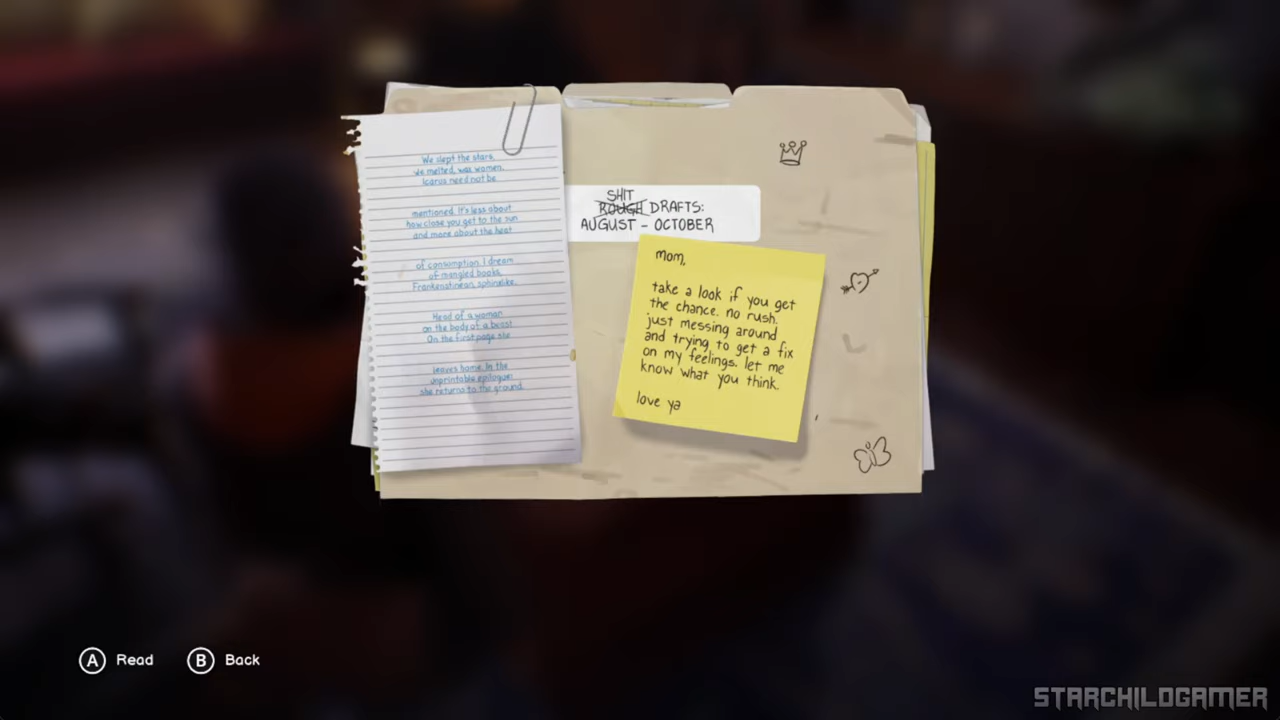 We slept the stars,
we melted, wax women.
Icarus need not be
mentioned. It's less about
how close you get to the sun
and more about the heat
of consumption. I dream
of mangled books,
Frankensteinean, sphinxlike.
Head of a woman
on the body of a beast
On the first page she
leaves home. In the
unprintable epilogue:
she returns to the ground.
SHIT
ROUGH DRAFTS:
AUGUST - OCTOBER
mom,
take a look if you get
the chance. no rush.
just messing around
and trying to get a fix
on my feelings. let me
know what you think.
love ya
A Read B Back
STARCHILDGAMER